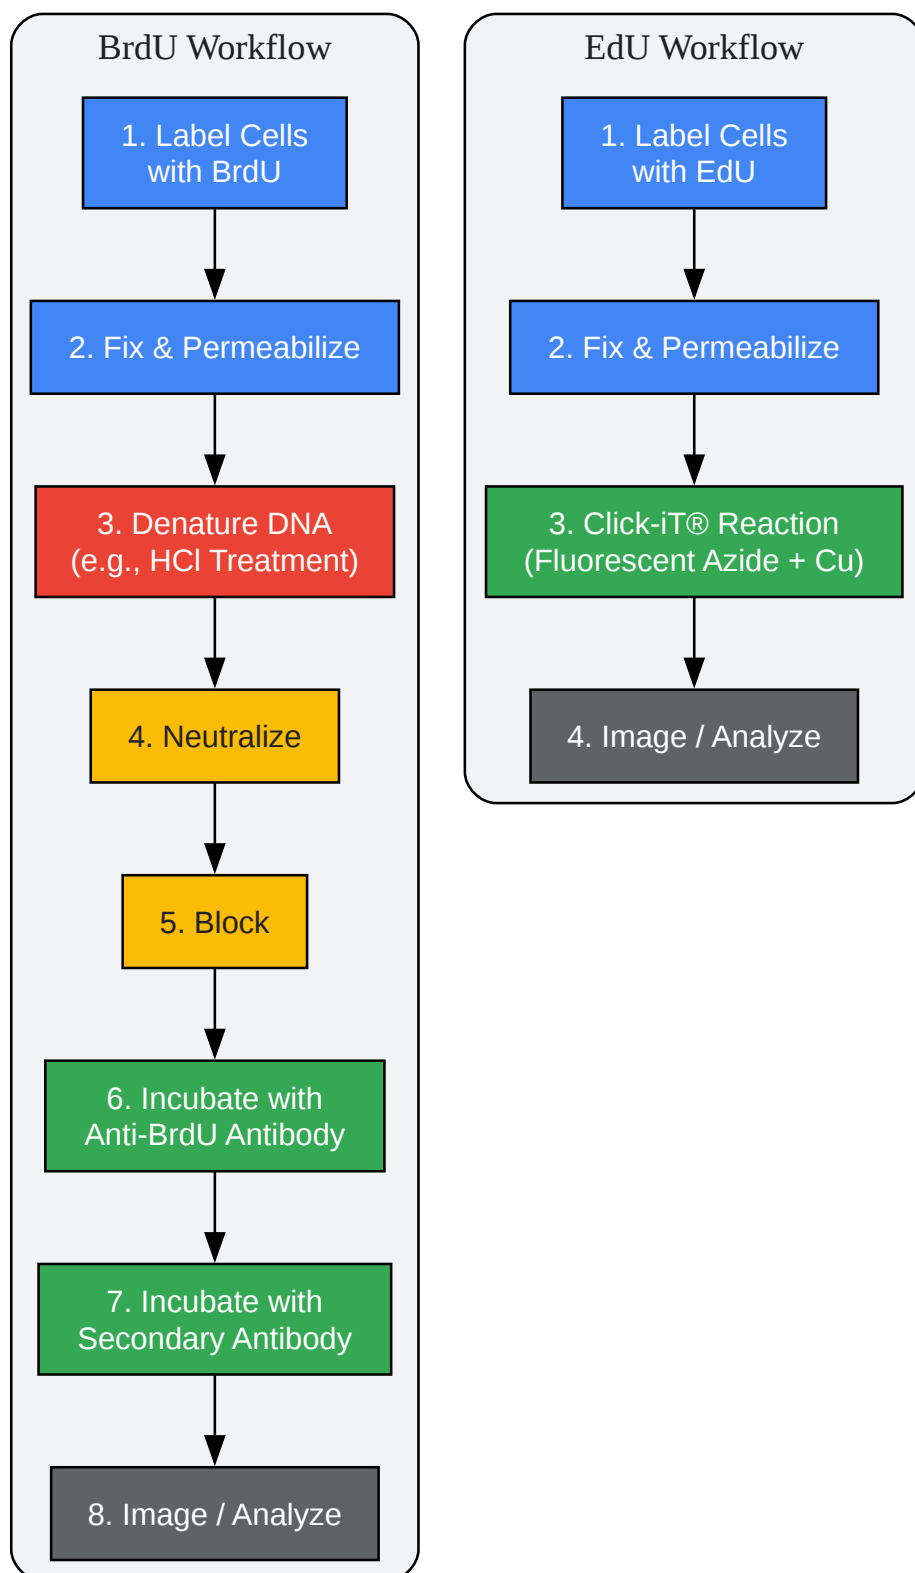 BrdU Workflow
1. Label Cells
with BrdU
2. Fix & Permeabilize
3. Denature DNA
(e.g., HCl Treatment)
4. Neutralize
5. Block
6. Incubate with
Anti-BrdU Antibody
7. Incubate with
Secondary Antibody
8. Image / Analyze
EdU Workflow
1. Label Cells
with EdU
2. Fix & Permeabilize
3. Click-iT® Reaction
(Fluorescent Azide + Cu)
4. Image / Analyze